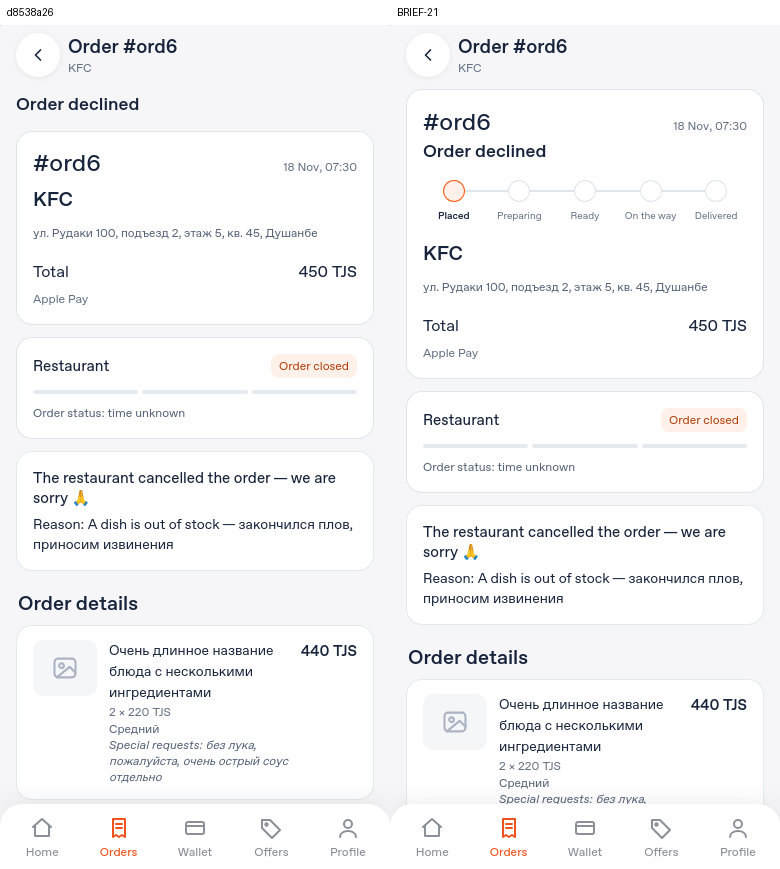 d8538a26
Order #ord6
KFC
Order declined
#ord6
18 Nov, 07:30
KFC
ул. Рудаки 100, подъезд 2, этаж 5, кв. 45, Душанбе
Total
450 TJS
Apple Pay
Restaurant
Order closed
Order status: time unknown
The restaurant cancelled the order — we are
sorry 🙏
Reason: A dish is out of stock — закончился плов,
приносим извинения
Order details
Очень длинное название
440 TJS
блюда с несколькими
ингредиентами
2 × 220 TJS
Средний
Special requests: без лука,
пожалуйста, очень острый соус
отдельно
Home
Orders
Wallet
Offers
Profile
BRIEF-21
Order #ord6
KFC
#ord6
18 Nov, 07:30
Order declined
Placed
Preparing
Ready
On the way
Delivered
KFC
ул. Рудаки 100, подъезд 2, этаж 5, кв. 45, Душанбе
Total
450 TJS
Apple Pay
Restaurant
Order closed
Order status: time unknown
The restaurant cancelled the order — we are
sorry 🙏
Reason: A dish is out of stock — закончился плов,
приносим извинения
Order details
Очень длинное название
440 TJS
блюда с несколькими
ингредиентами
2 × 220 TJS
Средний
Special requests: без лука,
Home
Orders
Wallet
Offers
Profile